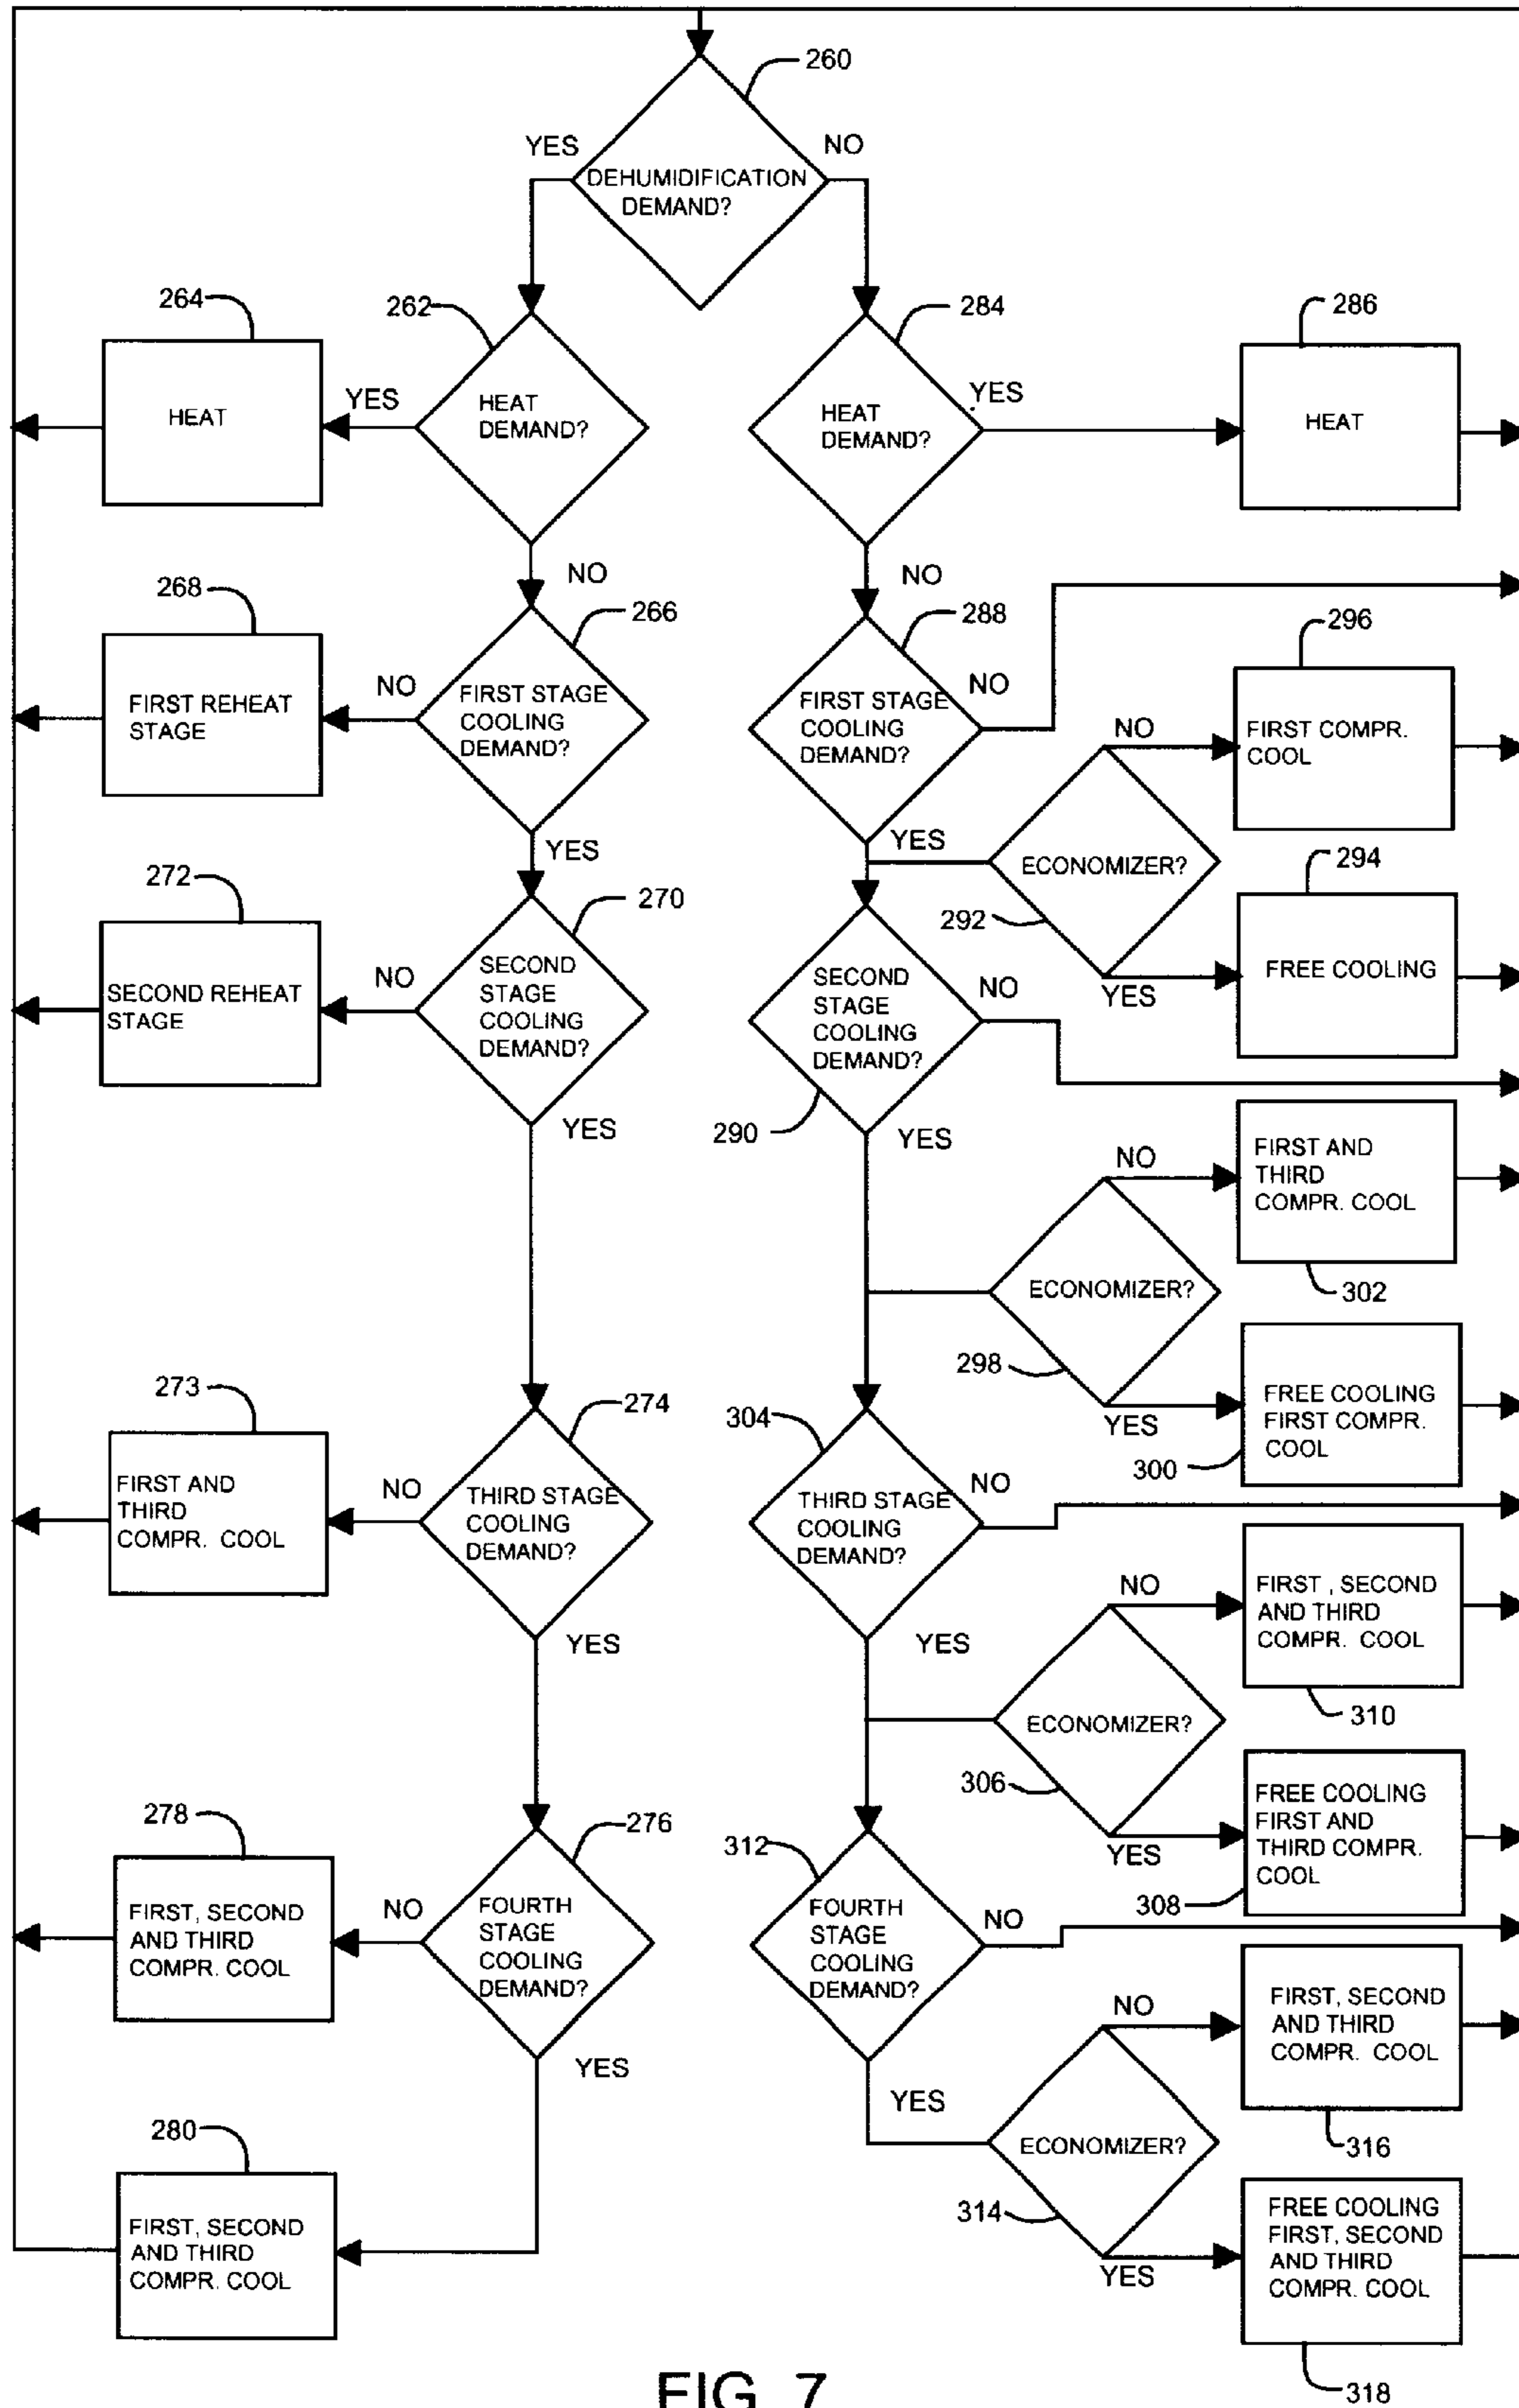 260
YES
NO
DEHUMIDIFICATION
DEMAND?
264
262
284
286
HEAT
YES
HEAT
DEMAND?
HEAT
DEMAND?
YES
HEAT
NO
NO
268
266
288
296
FIRST REHEAT
STAGE
NO
FIRST STAGE
COOLING
DEMAND?
FIRST STAGE
COOLING
DEMAND?
NO
NO
FIRST COMPR.
COOL
YES
YES
ECONOMIZER?
292
294
FREE COOLING
YES
272
270
SECOND REHEAT
STAGE
NO
SECOND
STAGE
COOLING
DEMAND?
SECOND
STAGE
COOLING
DEMAND?
NO
290
YES
YES
NO
FIRST AND
THIRD
COMPR. COOL
302
ECONOMIZER?
298
YES
FREE COOLING
FIRST COMPR.
COOL
300
273
274
304
FIRST AND
THIRD
COMPR. COOL
NO
THIRD STAGE
COOLING
DEMAND?
THIRD STAGE
COOLING
DEMAND?
NO
YES
YES
NO
FIRST , SECOND
AND THIRD
COMPR. COOL
310
ECONOMIZER?
306
YES
FREE COOLING
FIRST AND
THIRD COMPR.
COOL
308
278
276
312
FIRST, SECOND
AND THIRD
COMPR. COOL
NO
FOURTH
STAGE
COOLING
DEMAND?
FOURTH
STAGE
COOLING
DEMAND?
NO
YES
YES
NO
FIRST, SECOND
AND THIRD
COMPR. COOL
316
280
FIRST, SECOND
AND THIRD
COMPR. COOL
ECONOMIZER?
314
YES
FREE COOLING
FIRST, SECOND
AND THIRD
COMPR. COOL
318
FIG. 7